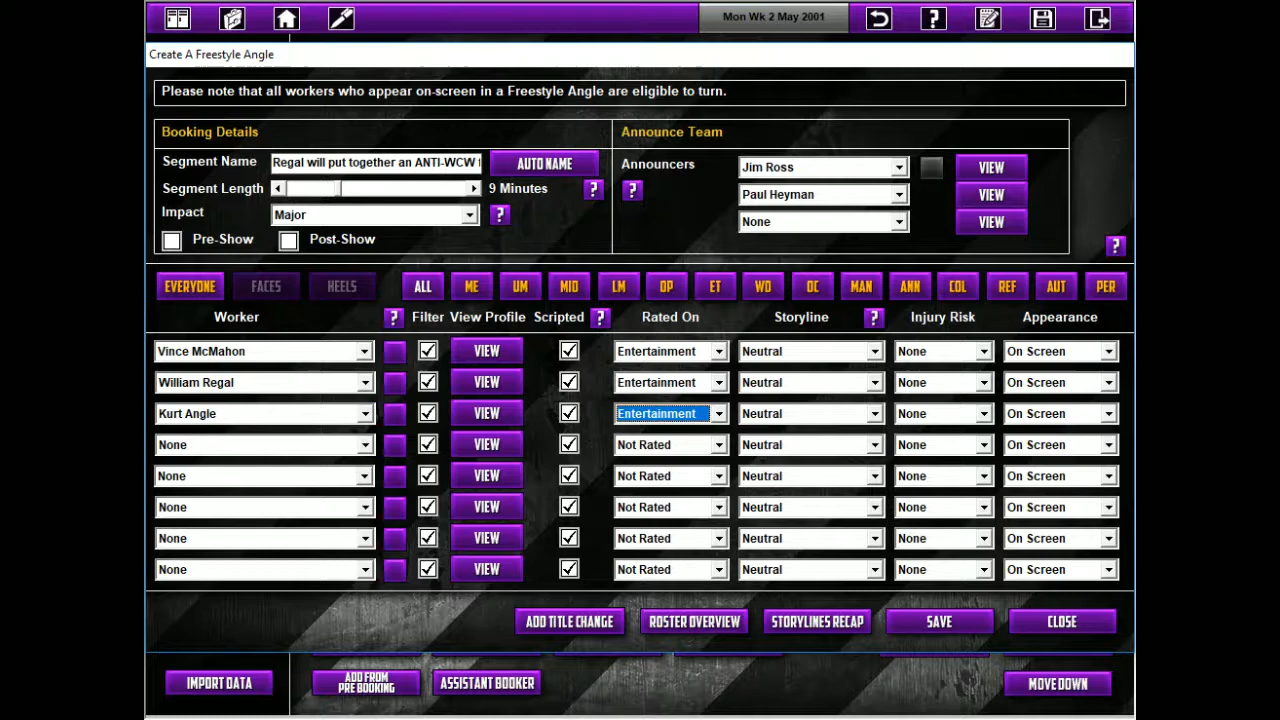 Mon Wk 2 May 2001
?
Create A Freestyle Angle
Please note that all workers who appear on-screen in a Freestyle Angle are eligible to turn.
Booking Details
Announce Team
Segment Name
Regal will put together an ANTI-WCW
AUTO NAME
Announcers
Jim Ross
VIEW
Segment Length
9 Minutes
?
?
Paul Heyman
VIEW
Impact
Major
?
None
VIEW
Pre-Show
Post-Show
?
EVERYONE FACES HEELS ALL ME UM MID LM OP ET WD OC MAN ANN COL REF AUT PER
Worker ? Filter View Profile Scripted ? Rated On Storyline ? Injury Risk Appearance
Vince McMahon VIEW Entertainment Neutral None On Screen
William Regal VIEW Entertainment Neutral None On Screen
Kurt Angle VIEW Entertainment Neutral None On Screen
None VIEW Not Rated Neutral None On Screen
None VIEW Not Rated Neutral None On Screen
None VIEW Not Rated Neutral None On Screen
None VIEW Not Rated Neutral None On Screen
None VIEW Not Rated Neutral None On Screen
ADD TITLE CHANGE ROSTER OVERVIEW STORYLINES RECAP SAVE CLOSE
IMPORT DATA
ADD FROM
PRE BOOKING
ASSISTANT BOOKER
MOVE DOWN